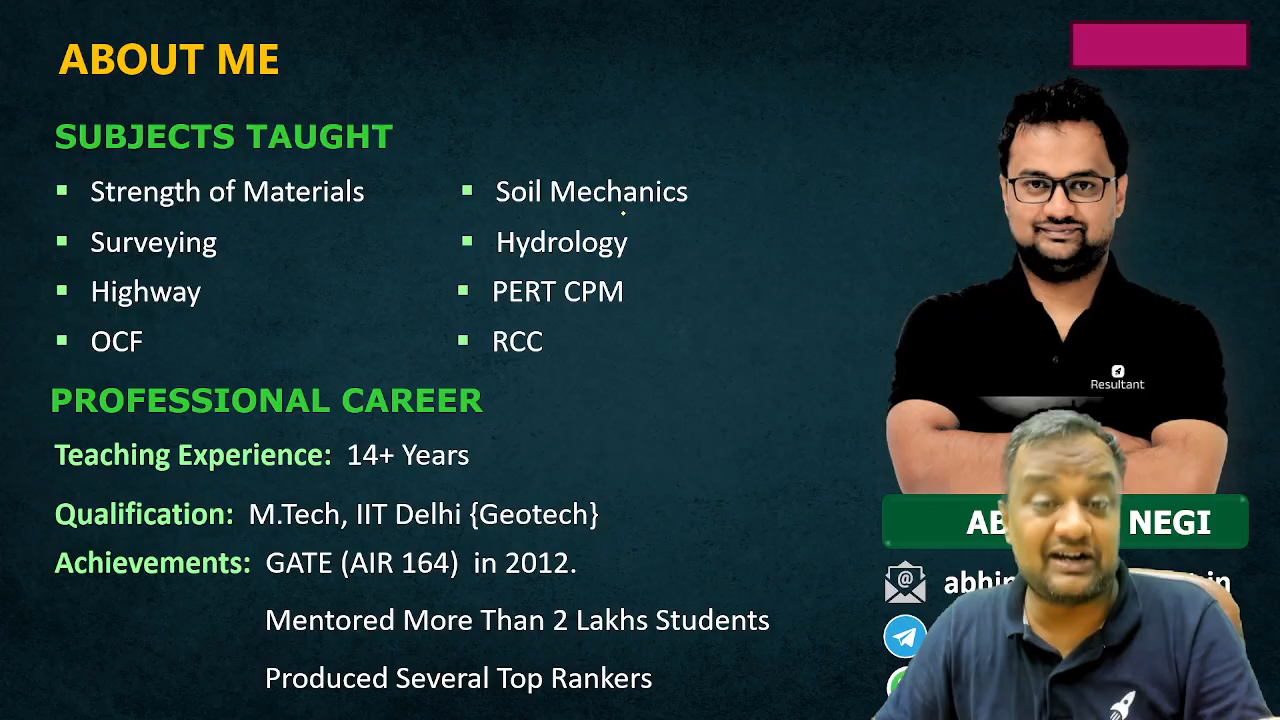 ABOUT ME
SUBJECTS TAUGHT
▪ Strength of Materials
▪ Soil Mechanics
▪ Surveying
▪ Hydrology
▪ Highway
▪ PERT CPM
▪ OCF
▪ RCC
PROFESSIONAL CAREER
Teaching Experience: 14+ Years
Qualification: M.Tech, IIT Delhi {Geotech}
Achievements: GATE (AIR 164) in 2012.
Mentored More Than 2 Lakhs Students
Produced Several Top Rankers
Resultant
NEGI